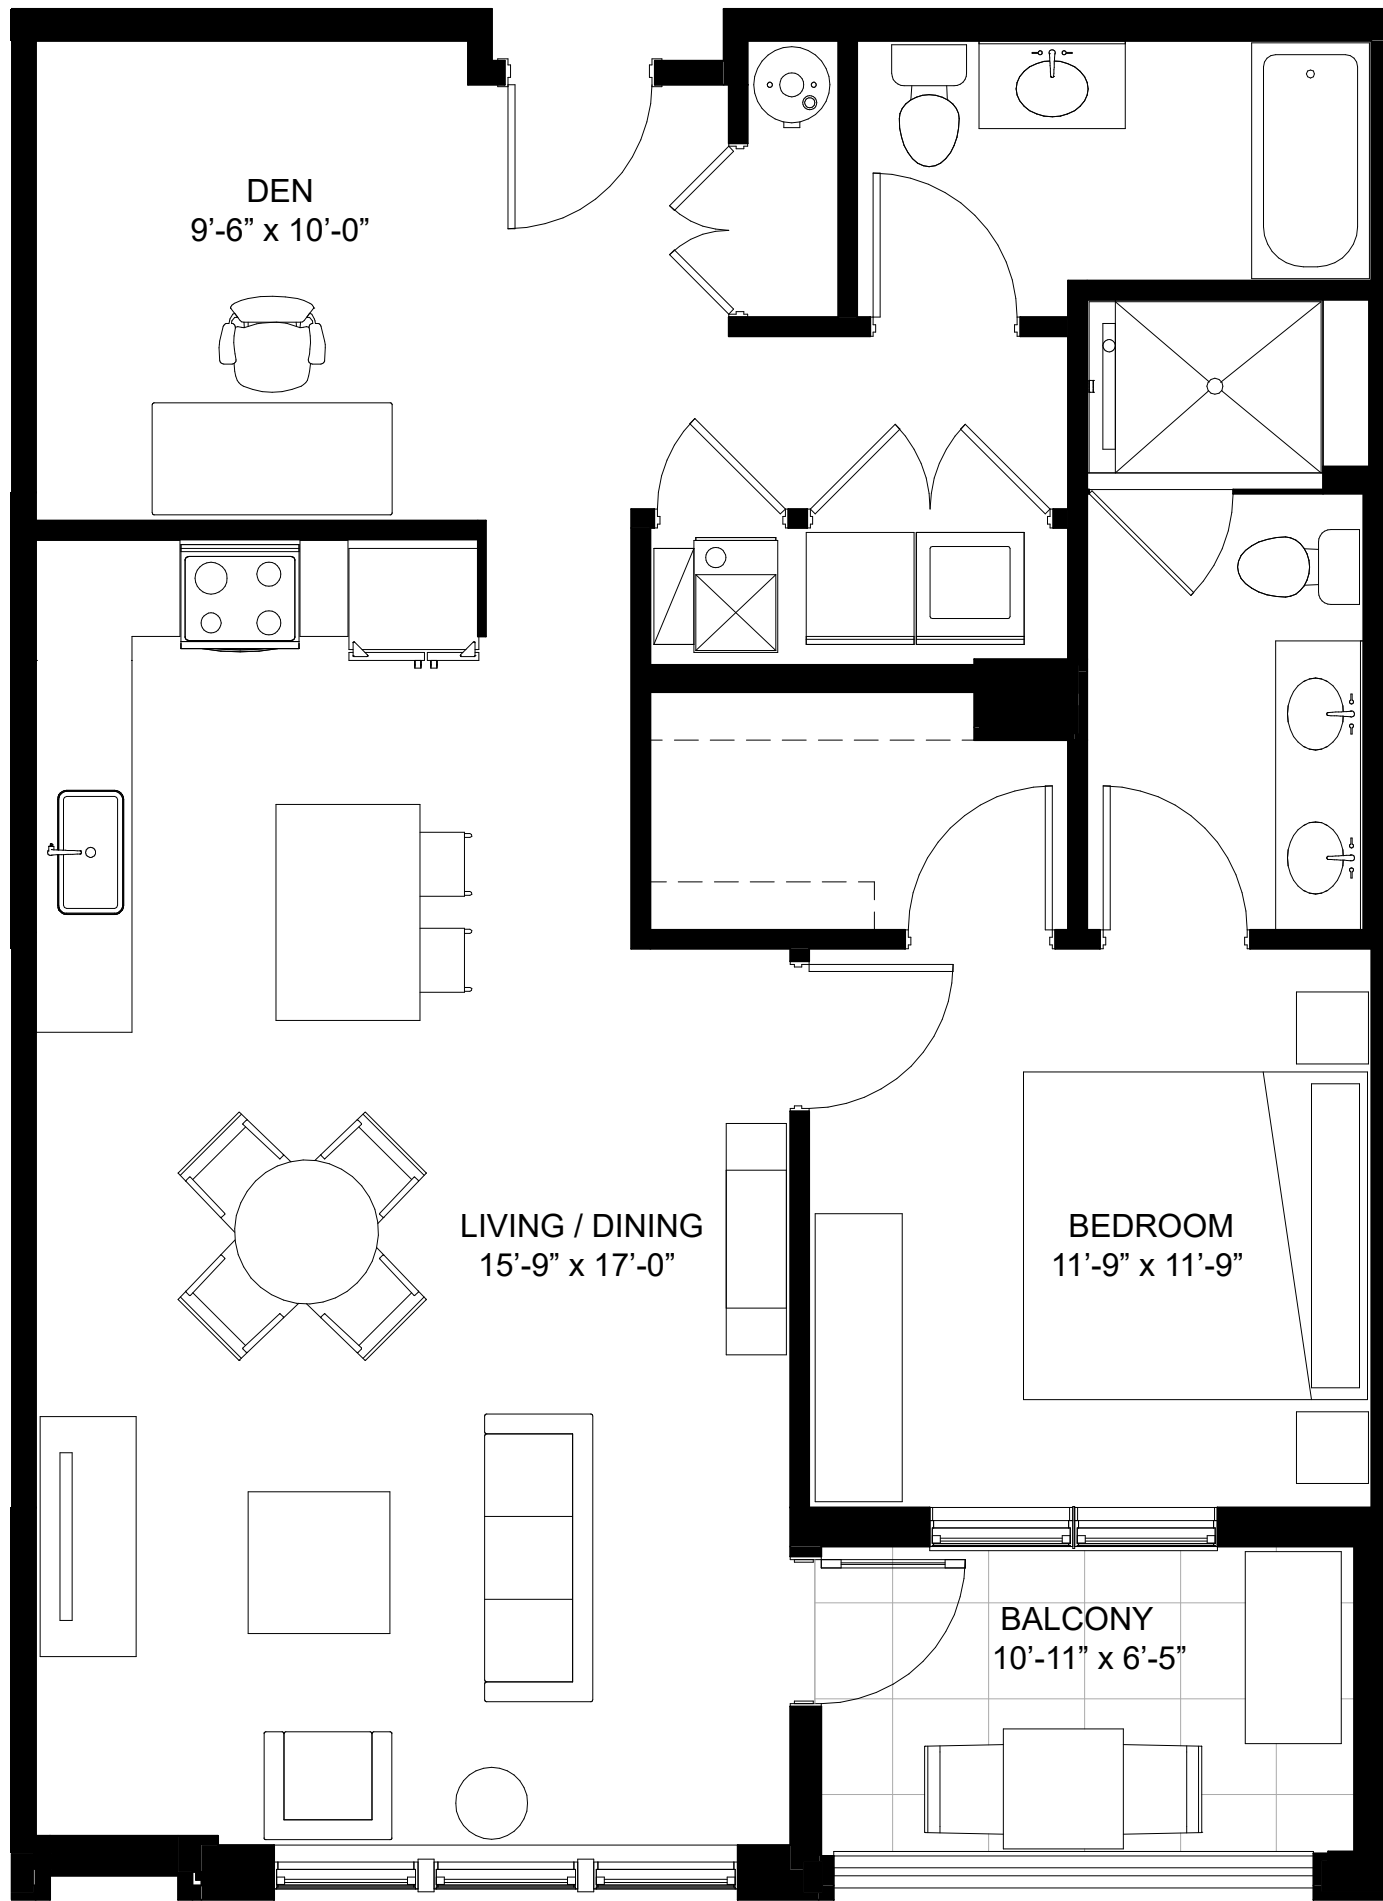 DEN
9’-6” x 10’-0”
LIVING / DINING
15’-9” x 17’-0”
BEDROOM
11’-9” x 11’-9”
BALCONY
10’-11” x 6’-5”